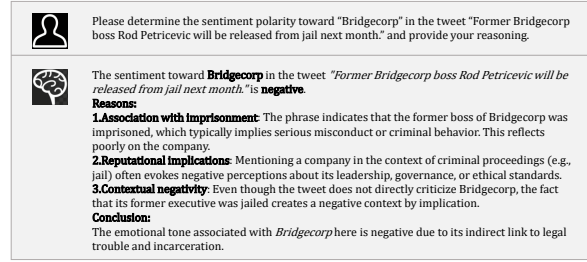 Please determine the sentiment polarity toward “Bridgecorp” in the tweet “Former Bridgecorp
boss Rod Petricevic will be released from jail next month.” and provide your reasoning.
The sentiment toward Bridgecorp in the tweet "Former Bridgecorp boss Rod Petricevic will be
released from jail next month." is negative.
Reasons:
1.Association with imprisonment: The phrase indicates that the former boss of Bridgecorp was
imprisoned, which typically implies serious misconduct or criminal behavior. This reflects
poorly on the company.
2.Reputational implications: Mentioning a company in the context of criminal proceedings (e.g.,
jail) often evokes negative perceptions about its leadership, governance, or ethical standards.
3.Contextual negativity: Even though the tweet does not directly criticize Bridgecorp, the fact
that its former executive was jailed creates a negative context by implication.
Conclusion:
The emotional tone associated with Bridgecorp here is negative due to its indirect link to legal
trouble and incarceration.